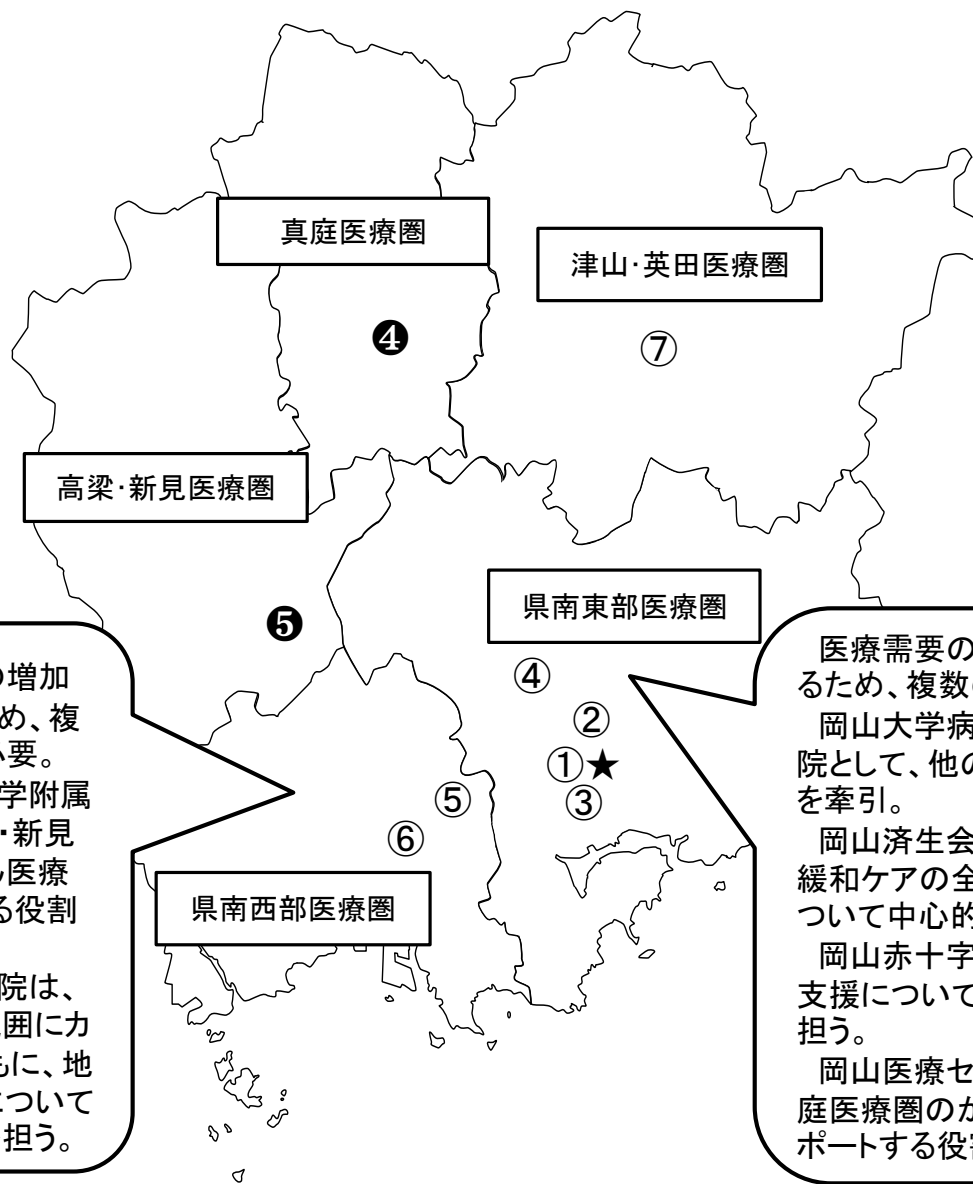 真庭医療圏
津山・英田医療圏
❹
⑦
高梁・新見医療圏
❺
県南東部医療圏
④
②
①★
③
⑤
⑥
県南西部医療圏
の増加
め、複
必要。
学附属
・新見
ん医療
る役割
院は、
範囲にカ
もに、地
について
担う。
医療需要の
るため、複数の
岡山大学病
院として、他の
を牽引。
岡山済生会
緩和ケアの全
ついて中心的
岡山赤十字
支援について
担う。
岡山医療セ
庭医療圏のが
ポートする役割